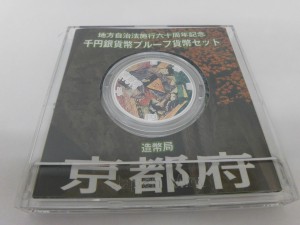 地方自治法施行六十周年記念
千円銀貨幣プルーフ貨幣セット
造幣局
京都府